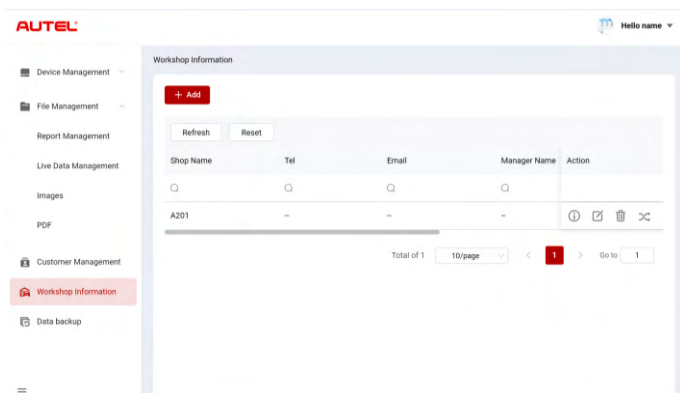 AUTEL
Hello name
Device Management
File Management
Report Management
Live Data Management
Images
PDF
Customer Management
Workshop Information
Data backup
Workshop Information
+ Add
Refresh Reset
Shop Name Tel Email Manager Name Action
A201 -- -- --
Total of 1 10/page < 1 > Go to 1